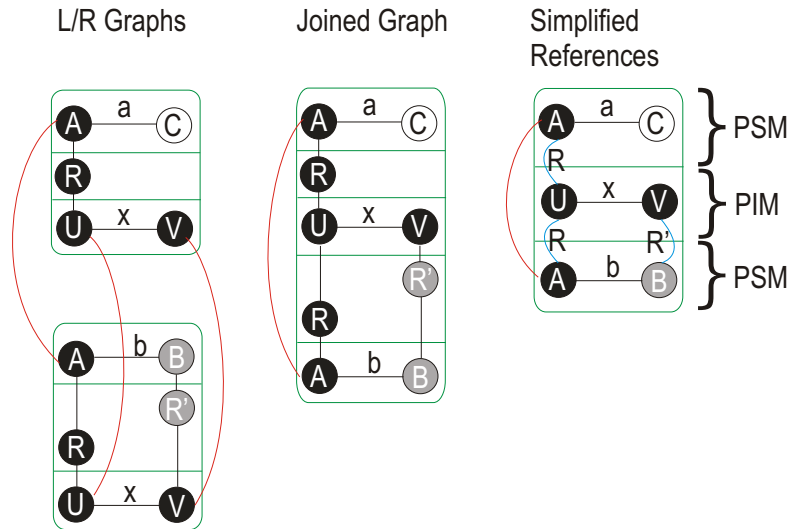 L/R Graphs
Joined Graph
Simplified
References
A a C
R
U x V
A b B
R'
R
U x V
A a C
R
U x V
R'
R
A b B
A a C
R
U x V
R R'
A b B
PSM
PIM
PSM